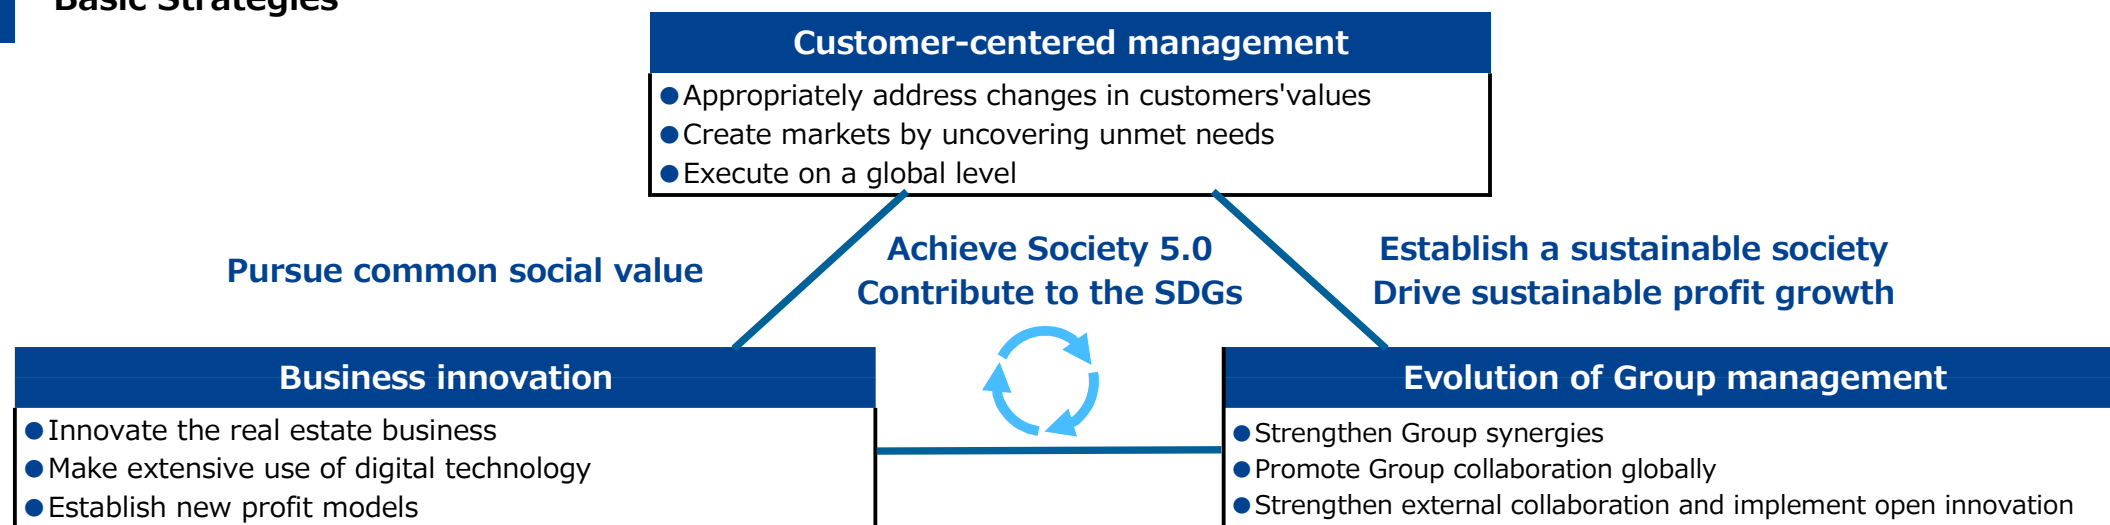 Basic Strategies
Customer-centered management
●Appropriately address changes in customers'values
●Create markets by uncovering unmet needs
●Execute on a global level
Pursue common social value
Achieve Society 5.0
Contribute to the SDGs
Establish a sustainable society
Drive sustainable profit growth
Business innovation
●Innovate the real estate business
●Make extensive use of digital technology
●Establish new profit models
Evolution of Group management
●Strengthen Group synergies
●Promote Group collaboration globally
●Strengthen external collaboration and implement open innovation